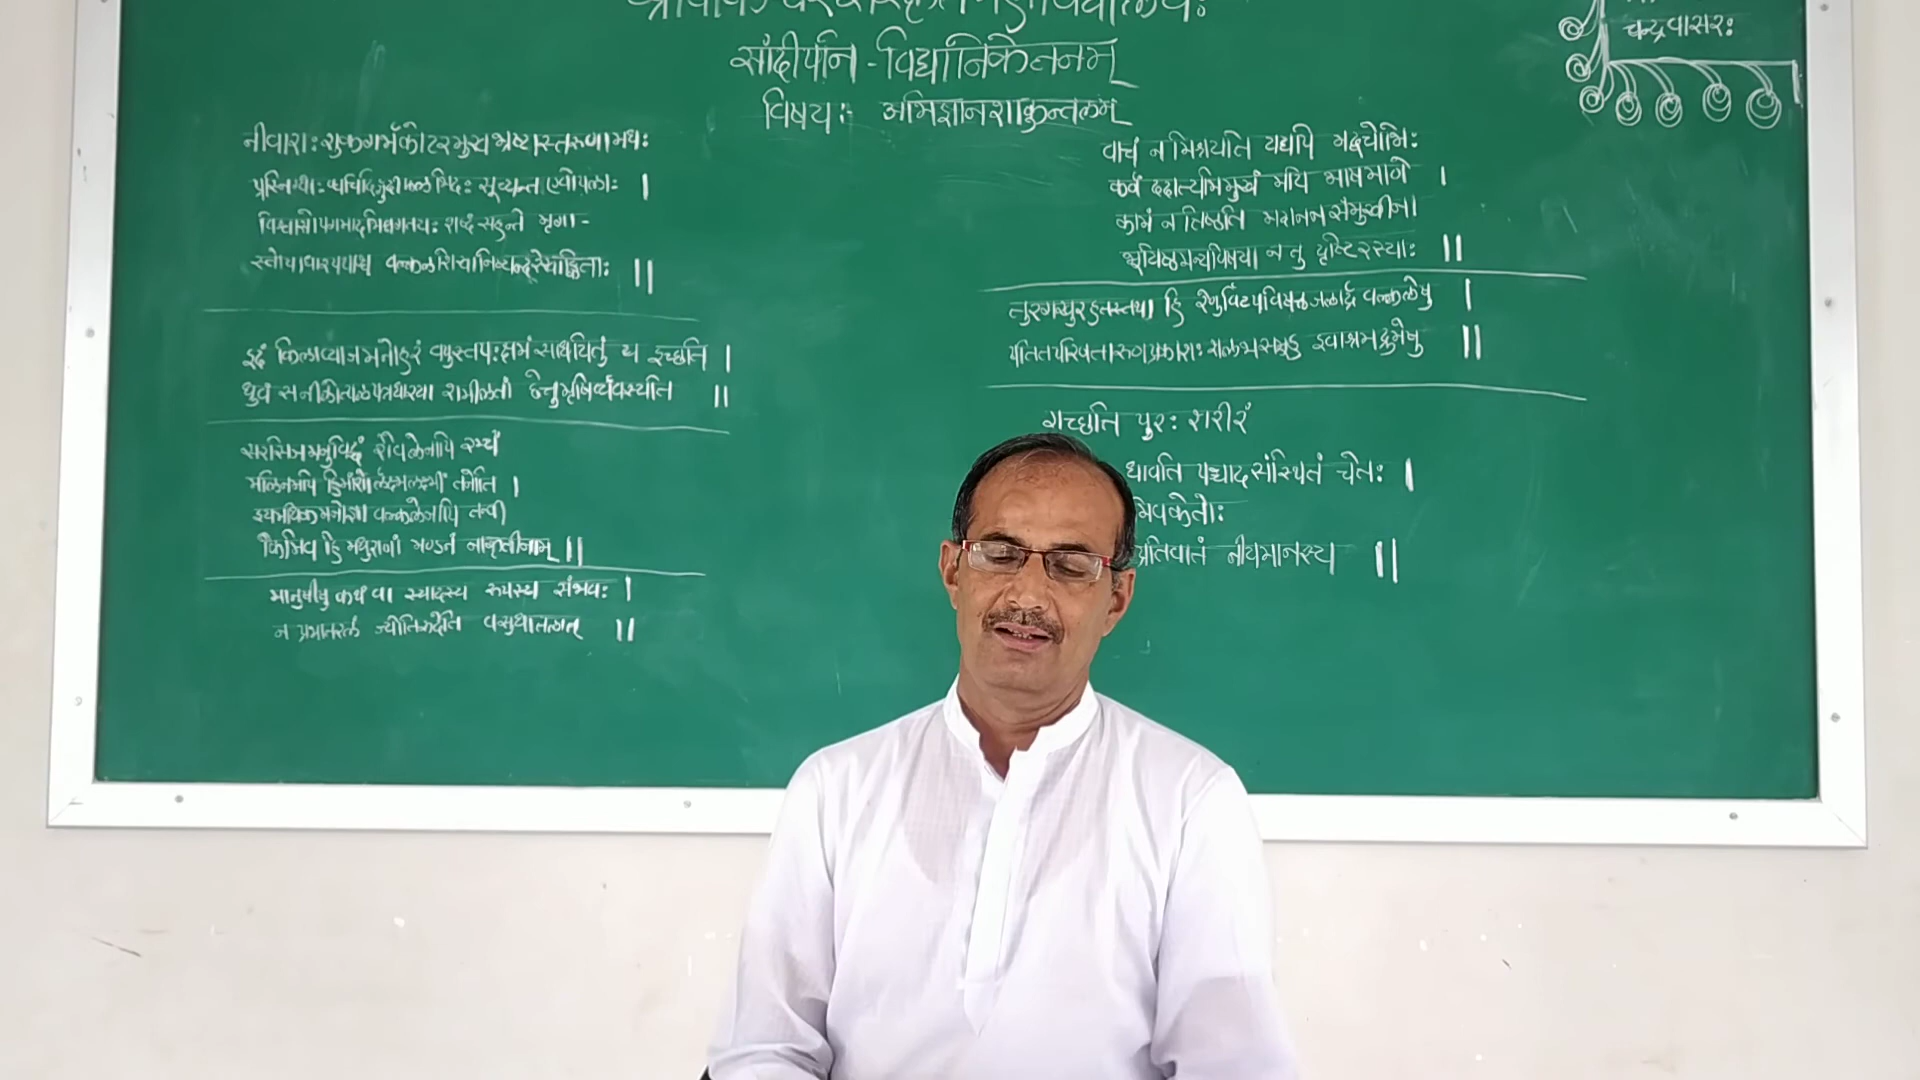 सांदीपनि - विद्यानिकेतनम्
विषयः अभिज्ञानशाकुन्तलम्
चन्द्रवासरः
नीवाराः शुकगर्भकोटरमुखभ्रष्टास्तरुणामधः
प्रस्निग्धाः क्वचिदिङ्गुदीफलभिदः सूच्यन्त एवोपलाः ।
विश्वासोपगमादभिन्नगतयः शब्दं सहन्ते मृगा -
स्तोयाधारपथाश्च वल्कलशिखानिष्यन्दरेखाङ्किताः ॥
इदं किलाव्याजमनोहरं वपुस्तपःक्षमं साधयितुं य इच्छति ।
ध्रुवं स नीलोत्पलपत्रधारया शमीलतां छेत्तुमृषिर्व्यवस्यति ॥
सरसिजमनुविद्धं शैवलेनापि रम्यं
मलिनमपि हिमांशोर्लक्ष्मलक्ष्मीं तनोति ।
इयमधिकमनोज्ञा वल्कलेनापि तन्वी
किमिव हि मधुराणां मण्डनं नाकृतीनाम् ॥
मानुषीषु कथं वा स्यादस्य रूपस्य संभवः ।
न प्रभातरलं ज्योतिरुदेति वसुधातलात् ॥
वाचं न मिश्रयति यद्यपि मद्वचोभिः
कर्णं ददात्यभिमुखं मयि भाषमाणे ।
कामं न तिष्ठति मदाननसंमुखीना
भूयिष्ठमन्यविषया न तु दृष्टिरस्याः ॥
तुरगखुरहतस्तथा हि रेणुर्विटपविषक्तजलार्द्रवल्कलेषु ।
पतति परिणतारुणप्रकाशः शलभसमूह इवाश्रमद्रुमेषु ॥
गच्छति पुरः शरीरं
धावति पश्चादसंस्थितं चेतः ।
मिवकेतोः
प्रतिवातं नीयमानस्य ॥